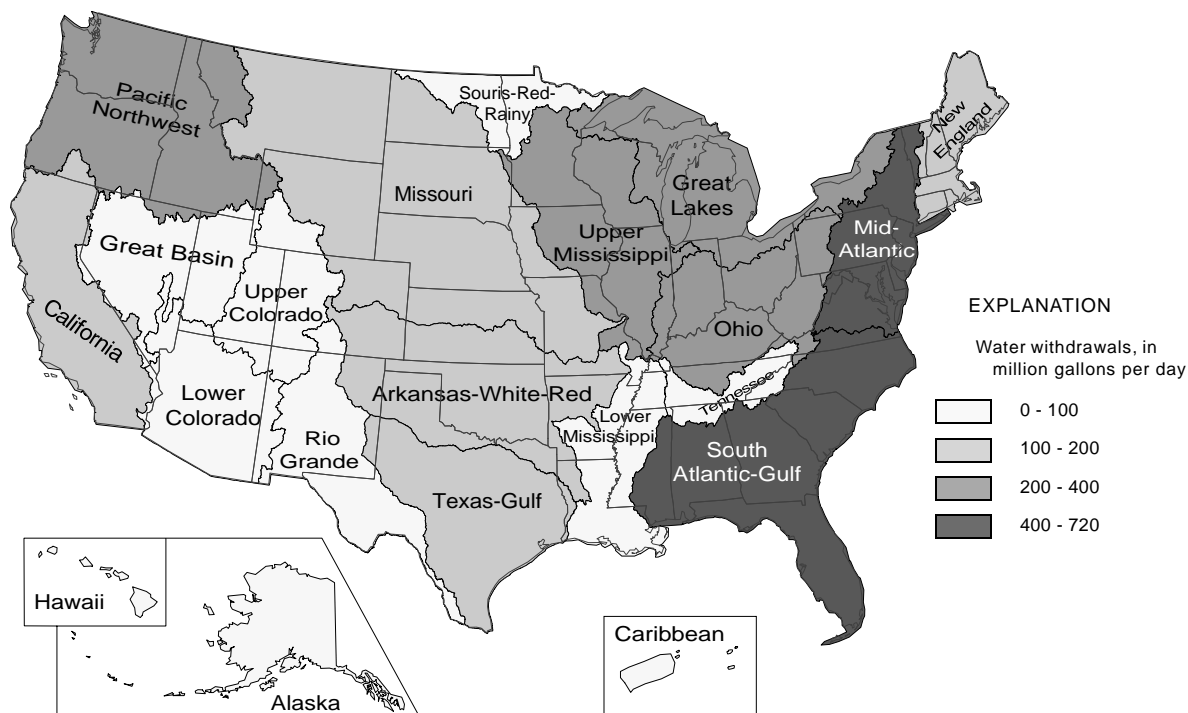 Pacific
Northwest
Souris-Red-
Rainy
New
England
Missouri
Great
Lakes
Upper
Mississippi
Mid-
Atlantic
Great Basin
Upper
Colorado
California
Ohio
Lower
Colorado
Arkansas-White-Red
Tennessee
Lower
Mississippi
Rio
Grande
South
Atlantic-Gulf
Texas-Gulf
EXPLANATION
Water withdrawals, in
million gallons per day
0 - 100
100 - 200
200 - 400
400 - 720
Hawaii
Alaska
Caribbean